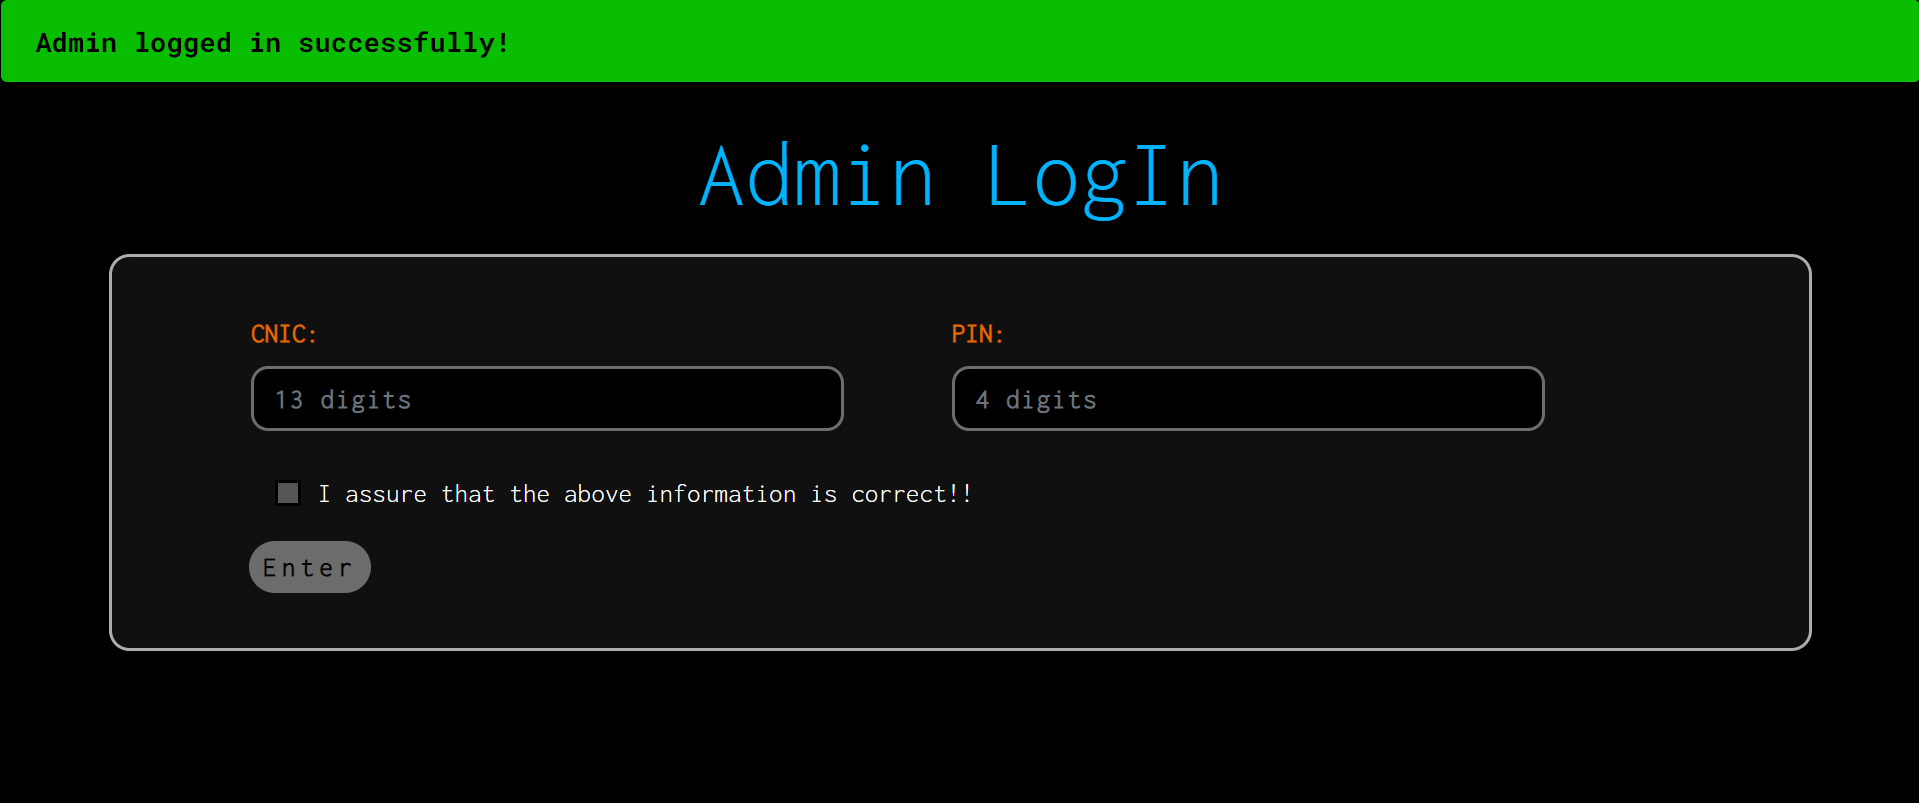 Admin logged in successfully!
Admin LogIn
CNIC: PIN:
13 digits 4 digits
I assure that the above information is correct!!
Enter